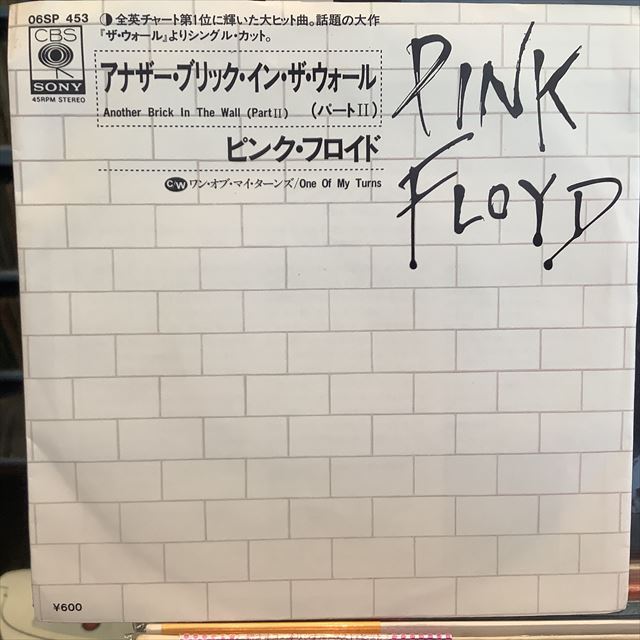 06SP 453
CBS
SONY
45RPM STEREO
全英チャート第1位に輝いた大ヒット曲。話題の大作
『ザ・ウォール』よりシングル・カット。
アナザー・ブリック・イン・ザ・ウォール
Another Brick In The Wall (Part II) (パートII)
ピンク・フロイド
C/W ワン・オブ・マイ・ターンズ/One Of My Turns
PINK
FLOYD
¥600